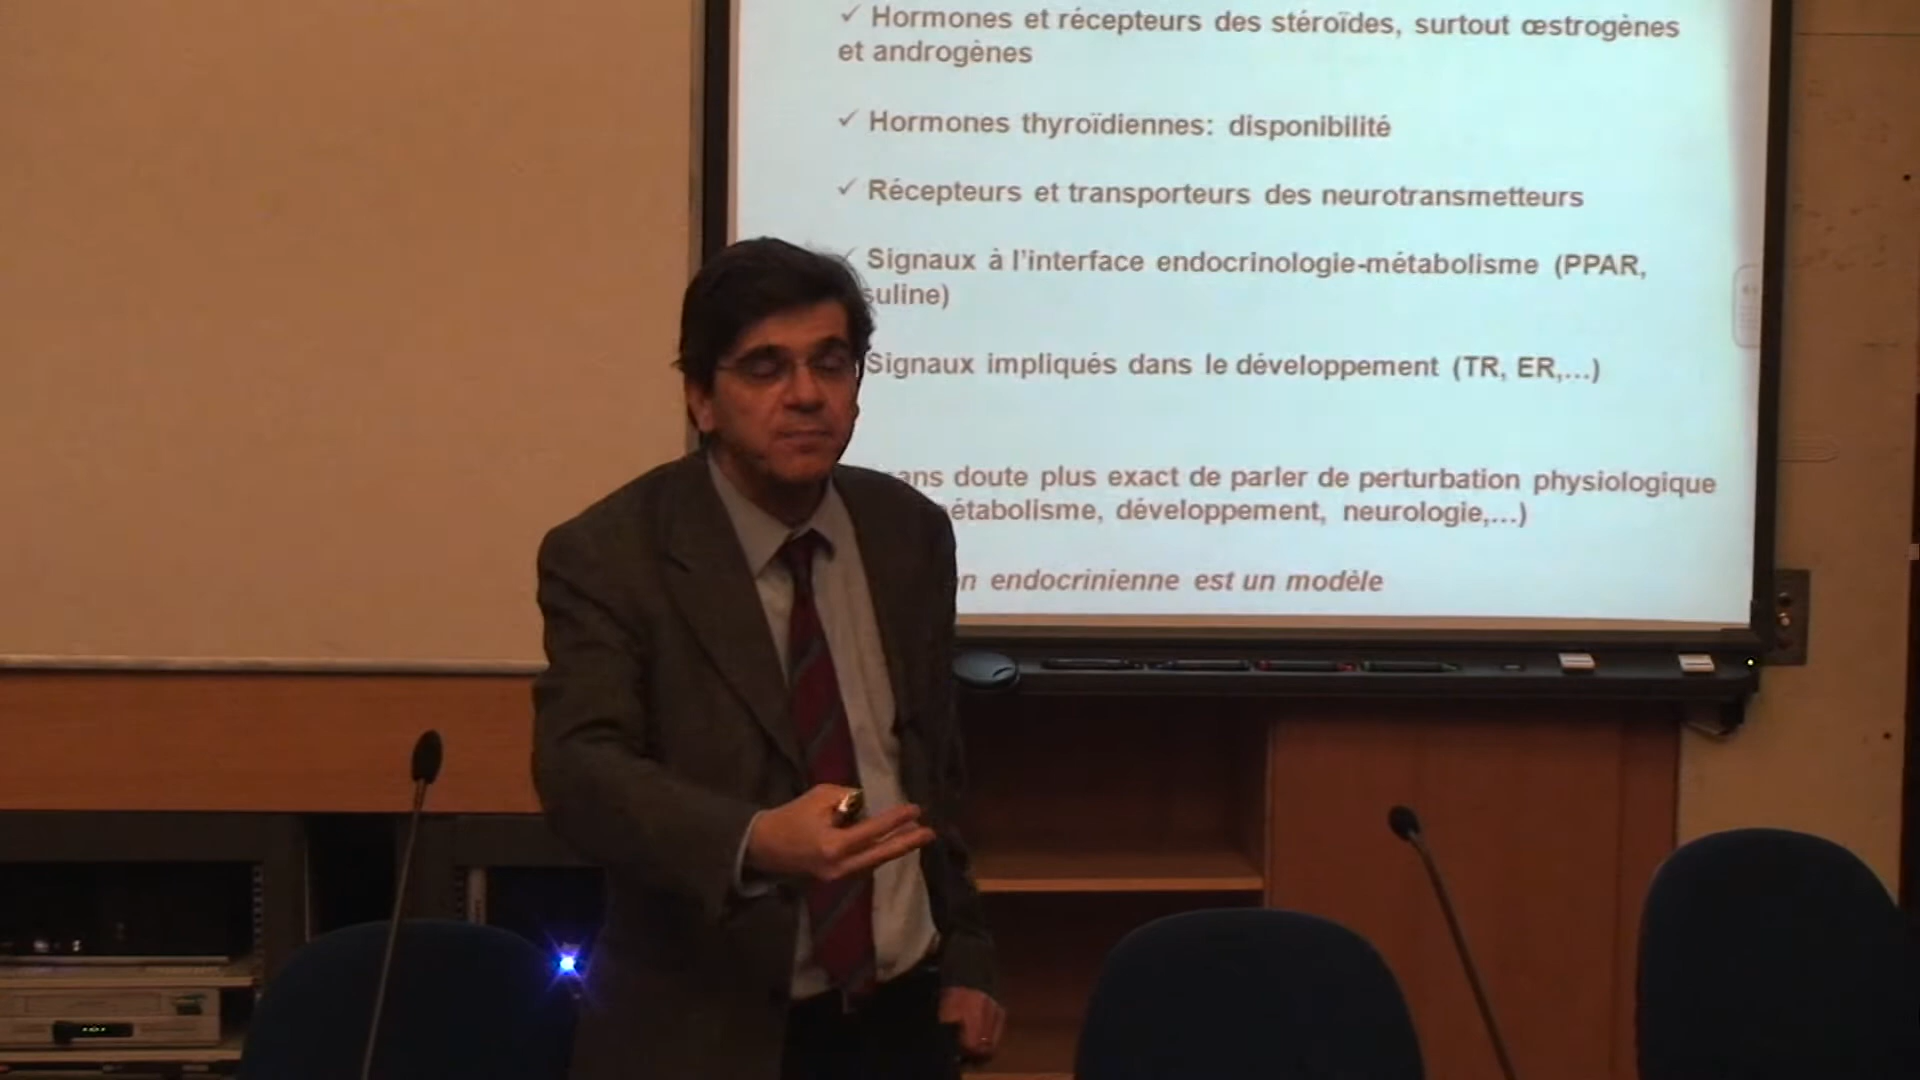 ✓ Hormones et récepteurs des stéroïdes, surtout œstrogènes
et androgènes
✓ Hormones thyroïdiennes: disponibilité
✓ Récepteurs et transporteurs des neurotransmetteurs
✓ Signaux à l'interface endocrinologie-métabolisme (PPAR,
suline)
Signaux impliqués dans le développement (TR, ER,...)
ans doute plus exact de parler de perturbation physiologique
étabolisme, développement, neurologie,...)
n endocrinienne est un modèle